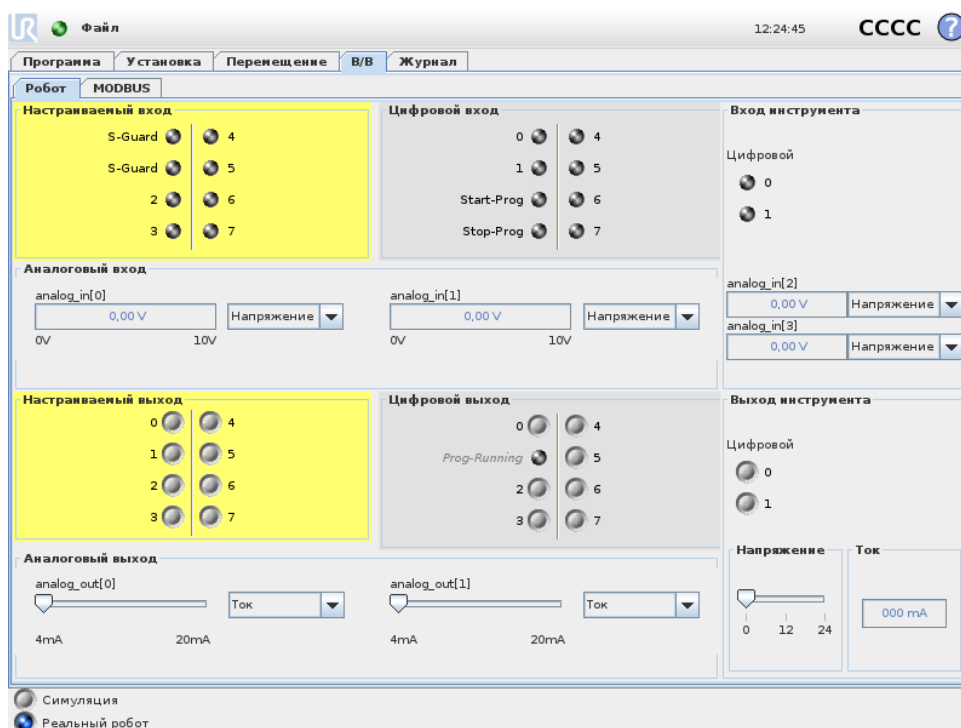 UR Файл 12:24:45 CCCC ?
Программа Установка Перемещение В/В Журнал
Робот MODBUS
Настраиваемый вход
S-Guard 4
S-Guard 5
2 6
3 7
Цифровой вход
0 4
1 5
Start-Prog 6
Stop-Prog 7
Вход инструмента
Цифровой
0
1
Аналоговый вход
analog_in[0]
0,00 V Напряжение
0V 10V
analog_in[1]
0,00 V Напряжение
0V 10V
analog_in[2]
0,00 V Напряжение
analog_in[3]
0,00 V Напряжение
Настраиваемый выход
0 4
1 5
2 6
3 7
Цифровой выход
0 4
Prog-Running 5
2 6
3 7
Выход инструмента
Цифровой
0
1
Аналоговый выход
analog_out[0]
Ток
4mA 20mA
analog_out[1]
Ток
4mA 20mA
Напряжение
0 12 24
Ток
000 mA
Симуляция
Реальный робот